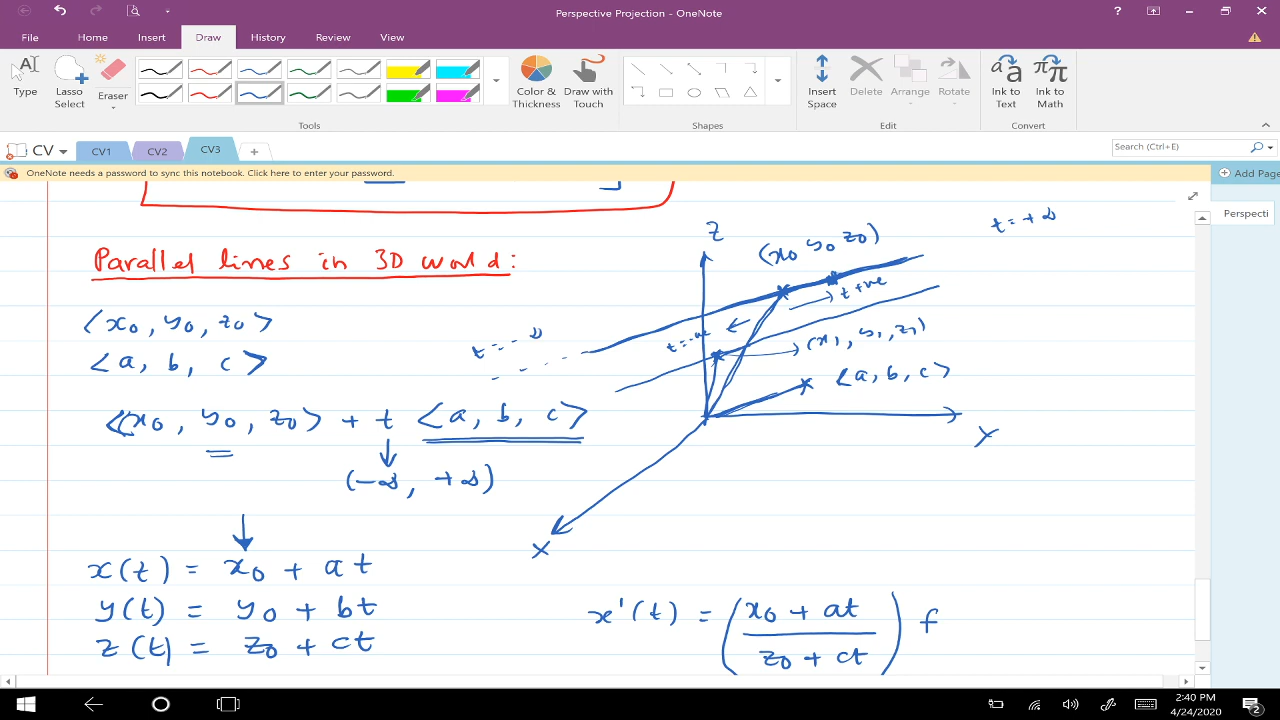 Perspective Projection - OneNote
File Home Insert Draw History Review View
Type
Lasso Select
Eraser
Color & Thickness
Draw with Touch
Insert Space
Delete
Arrange
Rotate
Ink to Text
Ink to Math
Tools Shapes Edit Convert
CV CV1 CV2 CV3 +
Search (Ctrl+E)
OneNote needs a password to sync this notebook. Click here to enter your password.
Add Page
Perspecti
Parallel lines in 3D world:
Z
(x0 y0 z0)
t = +∞
<x0, y0, z0>
t +ve
t = -ve
t = -∞
(x1, y1, z1)
<a, b, c>
<a, b, c>
<(x0, y0, z0> + t <a, b, c>
Y
(-∞, +∞)
X
x(t) = x0 + at
y(t) = y0 + bt
z(t) = z0 + ct
x'(t) = (x0 + at / z0 + ct) f
2:40 PM
4/24/2020
2